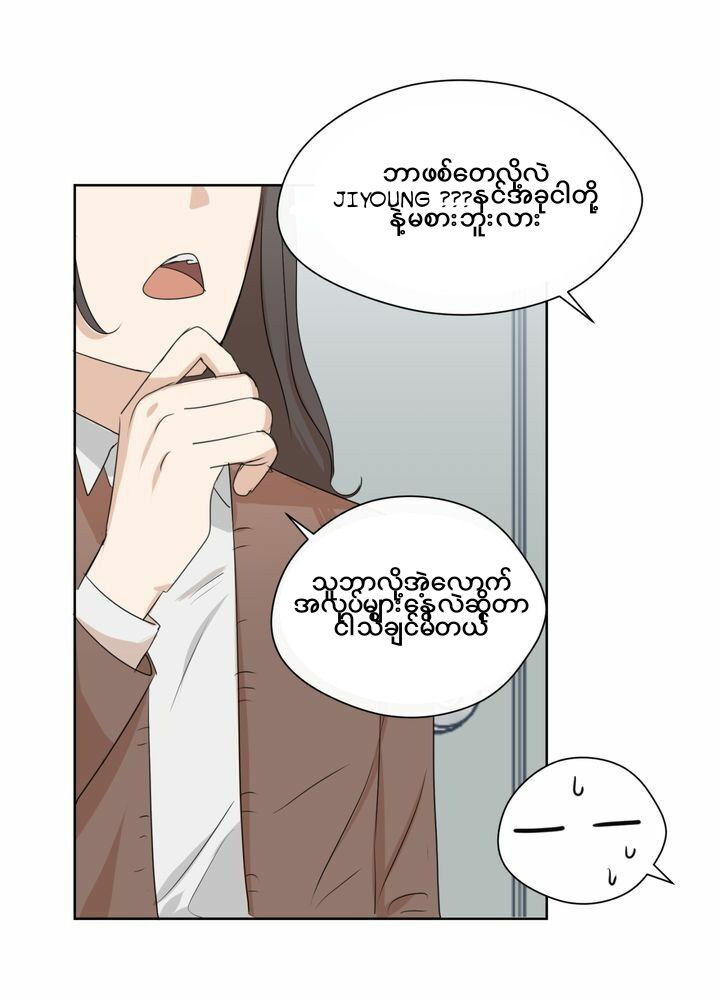 ဘာဖစ်တေလို့လဲ
JIYOUNG ???နင်အခုငါတို့
နဲ့မစားဘူးလား
သူဘာလို့အဲ့လောက်
အလုပ်များနေလဲဆိုတာ
ငါသိချင်မိတယ်